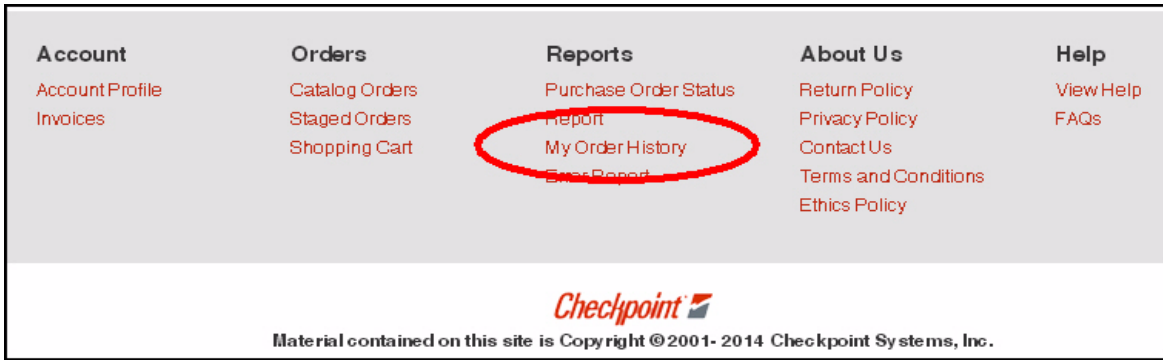 Account
Account Profile
Invoices
Orders
Catalog Orders
Staged Orders
Shopping Cart
Reports
Purchase Order Status
Report
My Order History
Error Report
About Us
Return Policy
Privacy Policy
Contact Us
Terms and Conditions
Ethics Policy
Help
View Help
FAQs
Checkpoint
Material contained on this site is Copyright ©2001- 2014 Checkpoint Systems, Inc.